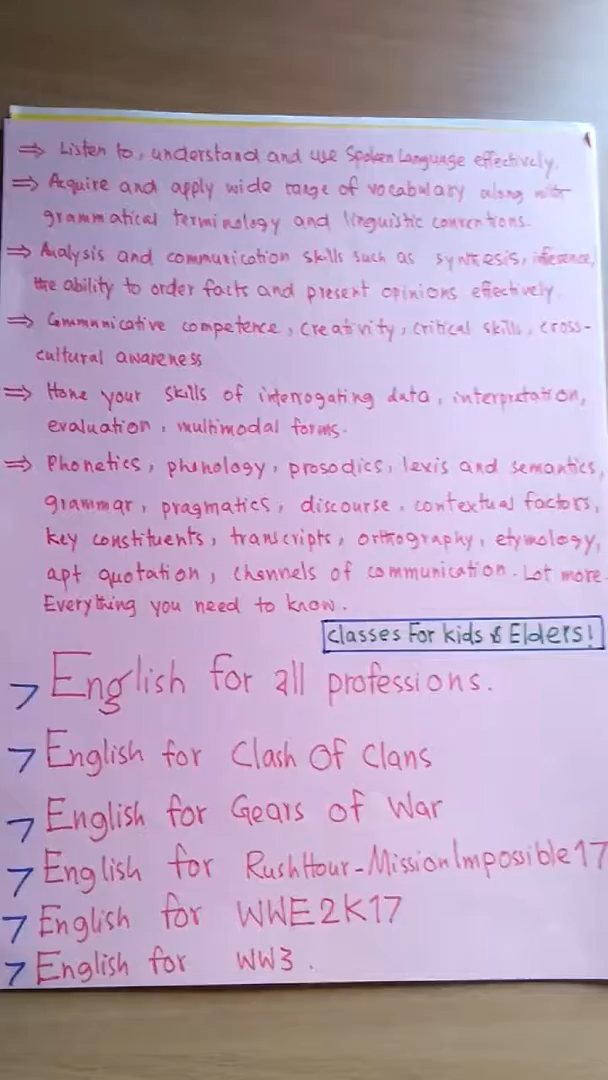 ⇒ Listen to, understand and use Spoken Language effectively.
⇒ Acquire and apply wide range of vocabulary along with
grammatical terminology and linguistic conventions.
⇒ Analysis and communication skills such as synthesis, inference,
the ability to order facts and present opinions effectively.
⇒ Communicative competence, creativity, critical skills, cross-
cultural awareness
⇒ Hone your skills of interrogating data, interpretation,
evaluation, multimodal forms.
⇒ Phonetics, phonology, prosodics, lexis and semantics,
grammar, pragmatics, discourse, contextual factors,
key constituents, transcripts, orthography, etymology,
apt quotation, channels of communication. Lot more.
Everything you need to know.
Classes For kids & Elders!
7 English for all professions.
7 English for Clash Of Clans
7 English for Gears of War
7 English for RushHour-MissionImpossible17
7 English for WWE2K17
7 English for WW3.